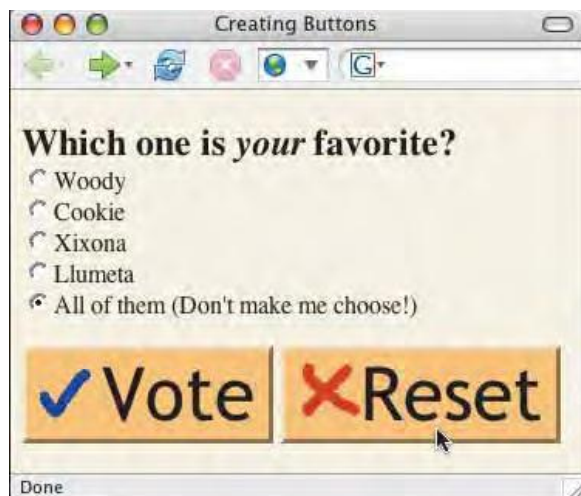 Creating Buttons
G
Which one is your favorite?
Woody
Cookie
Xixona
Llumeta
All of them (Don't make me choose!)
Vote Reset
Done